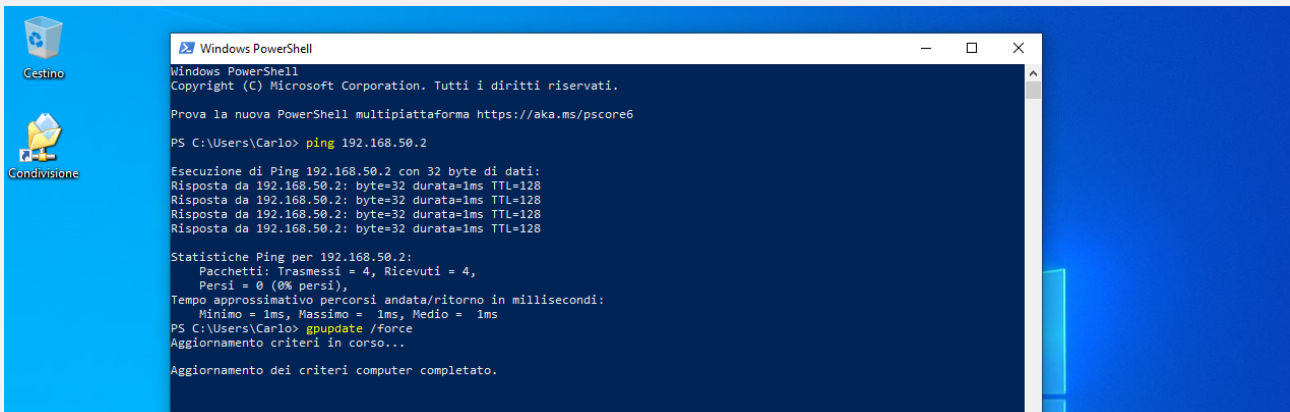 Cestino
Condivisione
Windows PowerShell
Windows PowerShell
Copyright (C) Microsoft Corporation. Tutti i diritti riservati.
Prova la nuova PowerShell multipiattaforma https://aka.ms/pscore6
PS C:\Users\Carlo> ping 192.168.50.2
Esecuzione di Ping 192.168.50.2 con 32 byte di dati:
Risposta da 192.168.50.2: byte=32 durata=1ms TTL=128
Risposta da 192.168.50.2: byte=32 durata=1ms TTL=128
Risposta da 192.168.50.2: byte=32 durata=1ms TTL=128
Risposta da 192.168.50.2: byte=32 durata=1ms TTL=128
Statistiche Ping per 192.168.50.2:
    Pacchetti: Trasmessi = 4, Ricevuti = 4,
    Persi = 0 (0% persi),
Tempo approssimativo percorsi andata/ritorno in millisecondi:
    Minimo = 1ms, Massimo =  1ms, Medio =  1ms
PS C:\Users\Carlo> gpupdate /force
Aggiornamento criteri in corso...
Aggiornamento dei criteri computer completato.